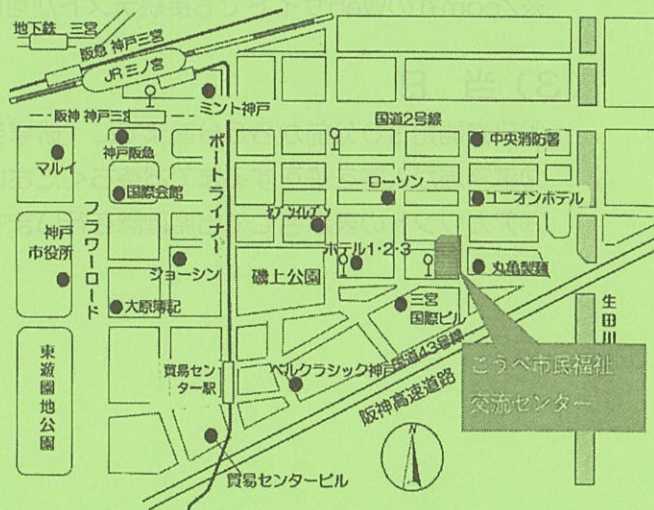 地下鉄 三宮
阪急 神戸三宮
JR 三ノ宮
ミント神戸
阪神 神戸三宮
国道2号線
マルイ
神戸阪急
ポートライナー
中央消防署
国際会館
ローソン
ユニオンホテル
フラワーロード
セブンイレブン
神戸
市役所
ジョーシン
ホテル1・2・3
磯上公園
丸亀製麺
大原簿記
三宮
国際ビル
生田川
東遊園地公園
貿易セン
ター駅
ベルクラシック神戸
国道43号線
阪神高速道路
こうべ市民福祉
交流センター
N
貿易センタービル